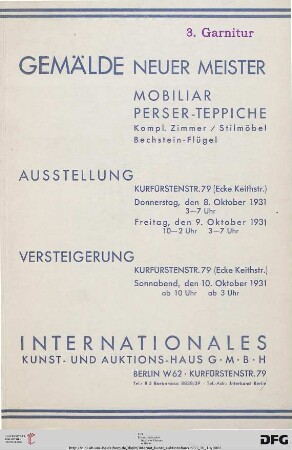 3. Garnitur
GEMÄLDE NEUER MEISTER
MOBILIAR
PERSER-TEPPICHE
Kompl. Zimmer / Stilmöbel
Bechstein-Flügel
AUSSTELLUNG
KURFÜRSTENSTR. 79 (Ecke Keithstr.)
Donnerstag, den 8. Oktober 1931
3–7 Uhr
Freitag, den 9. Oktober 1931
10–2 Uhr 3–7 Uhr
VERSTEIGERUNG
KURFÜRSTENSTR. 79 (Ecke Keithstr.)
Sonnabend, den 10. Oktober 1931
ab 10 Uhr ab 3 Uhr
INTERNATIONALES
KUNST- UND AUKTIONS-HAUS G·M·B·H
BERLIN W 62 · KURFÜRSTENSTR. 79
DFG